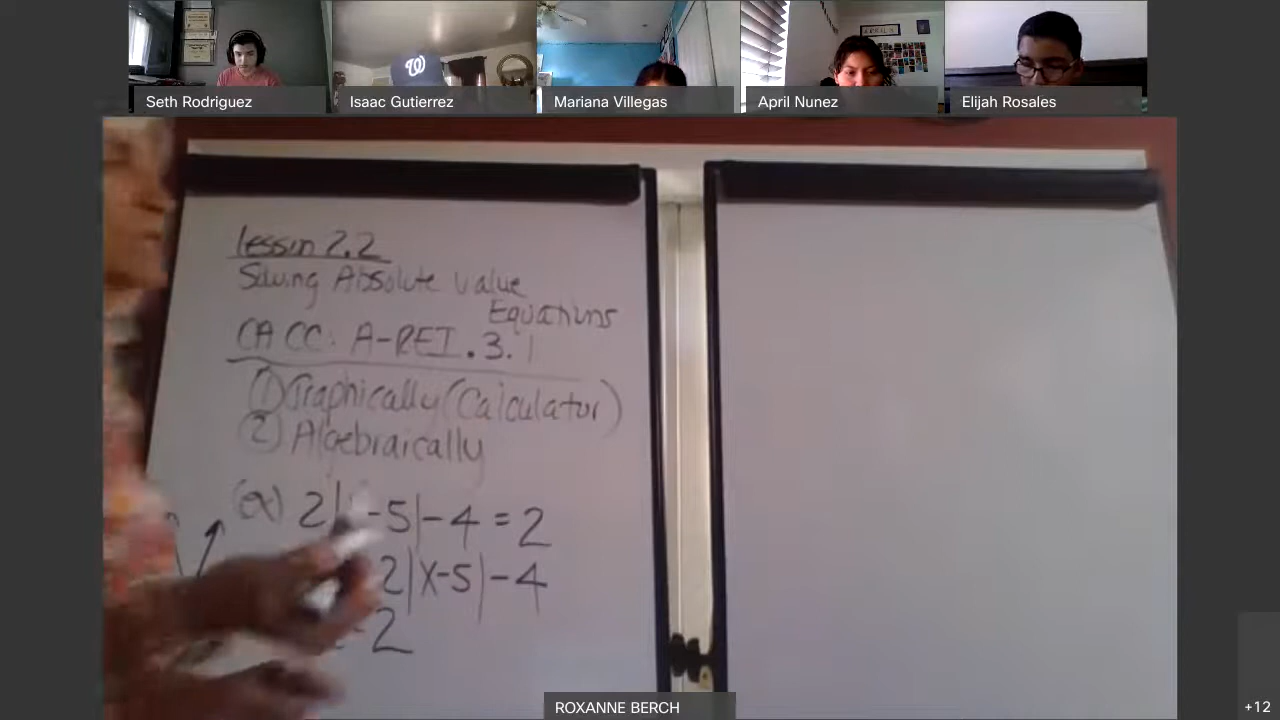 Seth Rodriguez
Isaac Gutierrez
Mariana Villegas
April Nunez
Elijah Rosales
W
lesson 2.2
Solving Absolute Value
Equations
CA CC: A-REI.3.1
① Graphically (Calculator)
② Algebraically
(ex) 2| -5|-4=2
2|x-5|-4
2
ROXANNE BERCH
+12